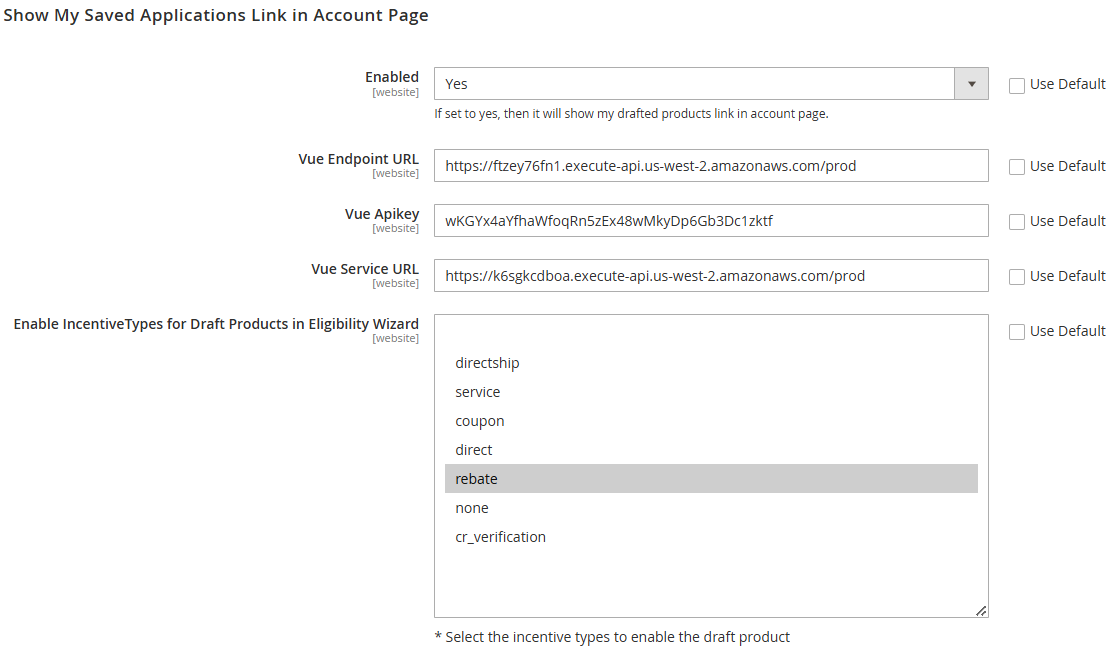 Show My Saved Applications Link in Account Page
Enabled
[website]
Yes
Use Default
If set to yes, then it will show my drafted products link in account page.
Vue Endpoint URL
[website]
https://ftzey76fn1.execute-api.us-west-2.amazonaws.com/prod
Use Default
Vue Apikey
[website]
wKGYx4aYfhaWfoqRn5zEx48wMkyDp6Gb3Dc1zktf
Use Default
Vue Service URL
[website]
https://k6sgkcdboa.execute-api.us-west-2.amazonaws.com/prod
Use Default
Enable IncentiveTypes for Draft Products in Eligibility Wizard
[website]
Use Default
directship
service
coupon
direct
rebate
none
cr_verification
* Select the incentive types to enable the draft product